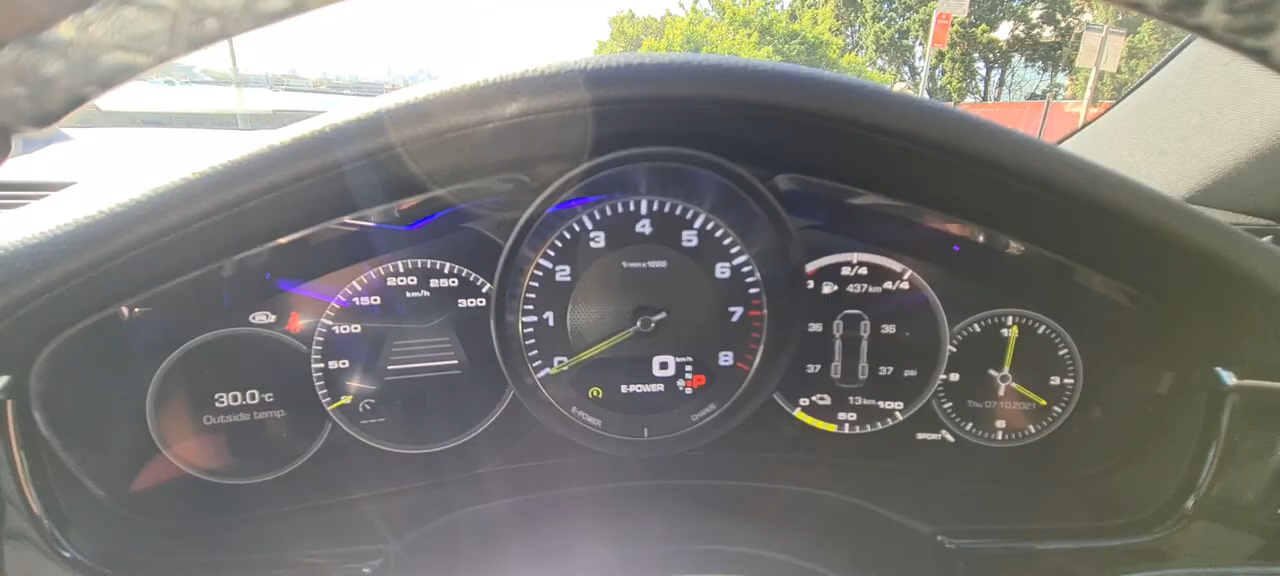 30.0°C
Outside temp.
50
100
150
200
250
300
km/h
0
1
2
3
4
5
6
7
8
1/min x 1000
0 km/h
E-POWER
P
E-POWER
CHARGE
2/4
3
4/4
437 km
36
36
37
37
psi
13 km
0
50
100
SPORT
12
3
6
9
Thu 07.10.2021